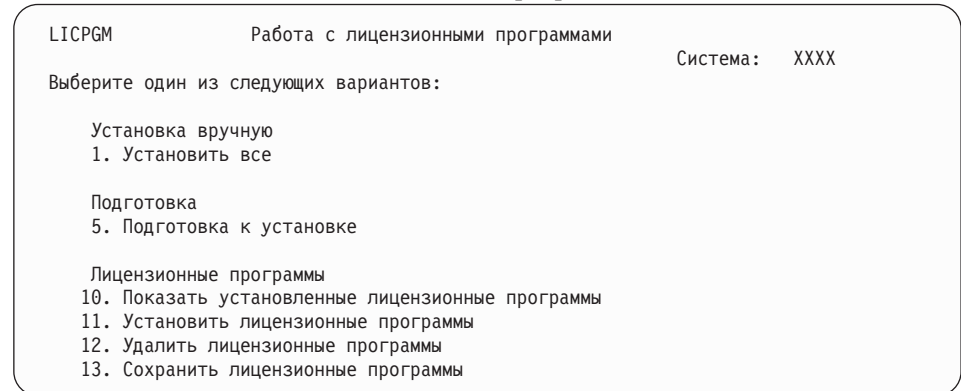 LICPGM Работа с лицензионными программами
Система: XXXX
Выберите один из следующих вариантов:
Установка вручную
1. Установить все
Подготовка
5. Подготовка к установке
Лицензионные программы
10. Показать установленные лицензионные программы
11. Установить лицензионные программы
12. Удалить лицензионные программы
13. Сохранить лицензионные программы